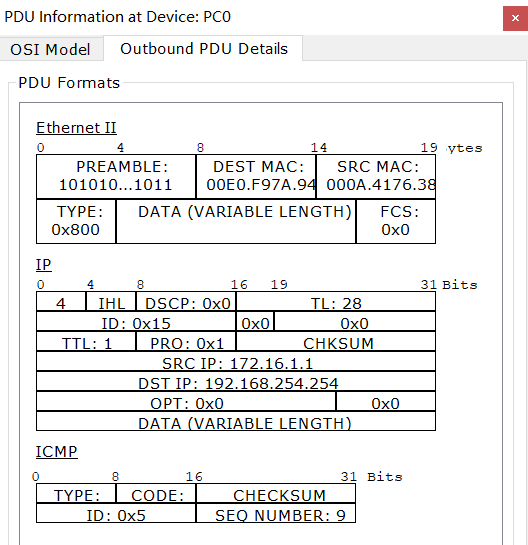 PDU Information at Device: PC0
×
OSI Model Outbound PDU Details
PDU Formats
Ethernet II
0 4 8 14 19 ytes
PREAMBLE: DEST MAC: SRC MAC:
101010...1011 00E0.F97A.94 000A.4176.38
TYPE: DATA (VARIABLE LENGTH) FCS:
0x800 0x0
IP
0 4 8 16 19 31 Bits
4 IHL DSCP: 0x0 TL: 28
ID: 0x15 0x0 0x0
TTL: 1 PRO: 0x1 CHKSUM
SRC IP: 172.16.1.1
DST IP: 192.168.254.254
OPT: 0x0 0x0
DATA (VARIABLE LENGTH)
ICMP
0 8 16 31 Bits
TYPE: CODE: CHECKSUM
ID: 0x5 SEQ NUMBER: 9